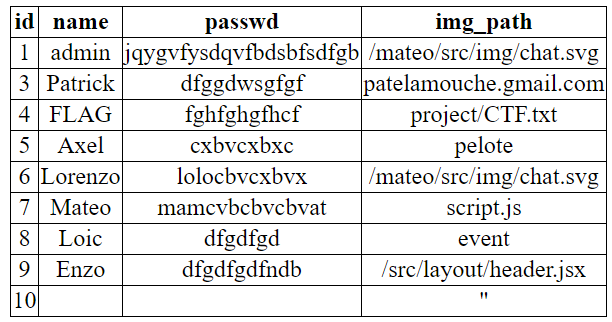 id name passwd img_path
1 admin jqygvfysdqvfbdsbfsdfgb /mateo/src/img/chat.svg
3 Patrick dfggdwsgfgf patelamouche.gmail.com
4 FLAG fghfghgfhcf project/CTF.txt
5 Axel cxbvcxbxc pelote
6 Lorenzo lolocbvcxbvx /mateo/src/img/chat.svg
7 Mateo mamcvbcbvcbvat script.js
8 Loic dfgdfgd event
9 Enzo dfgdfgdfndb /src/layout/header.jsx
10 "